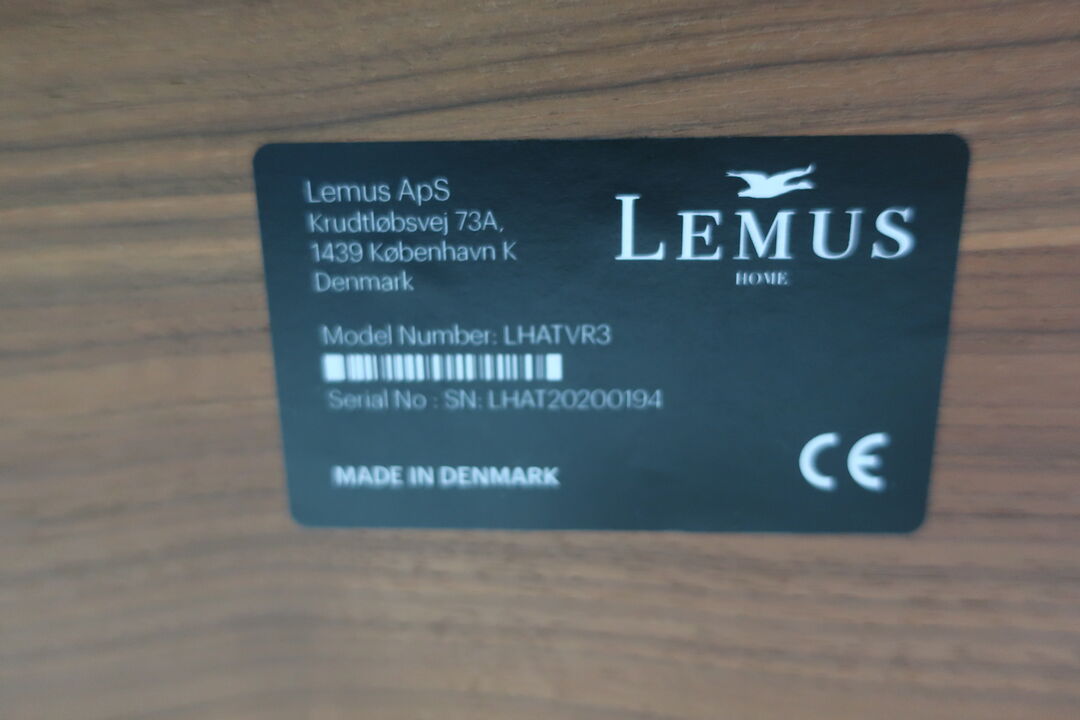 Lemus ApS
Krudtløbsvej 73A,
1439 København K
Denmark
LEMUS
HOME
Model Number: LHATVR3
Serial No : SN: LHAT20200194
MADE IN DENMARK
CE